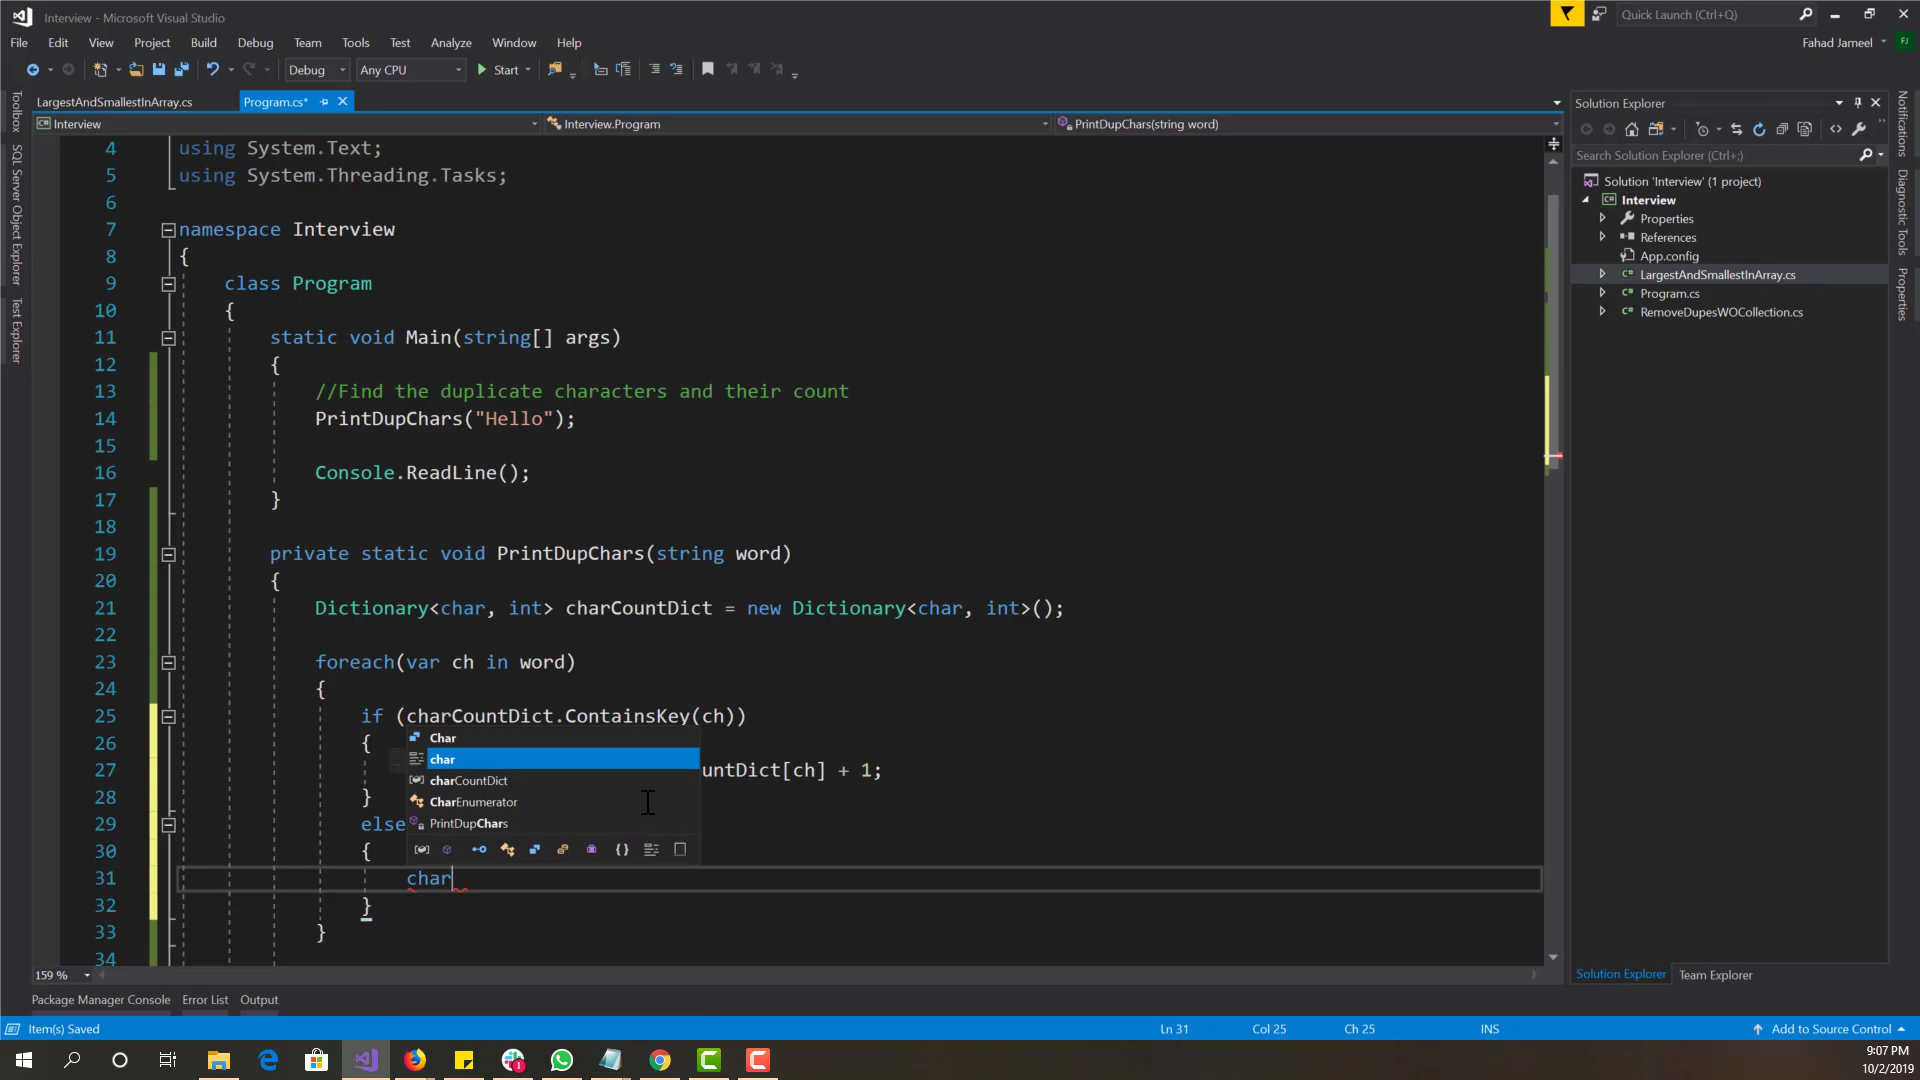 Interview - Microsoft Visual Studio
Quick Launch (Ctrl+Q)
File Edit View Project Build Debug Team Tools Test Analyze Window Help
Fahad Jameel FJ
Debug Any CPU Start
LargestAndSmallestInArray.cs Program.cs*
Interview Interview.Program PrintDupChars(string word)
4 using System.Text;
5 using System.Threading.Tasks;
6
7 namespace Interview
8 {
9 class Program
10 {
11 static void Main(string[] args)
12 {
13 //Find the duplicate characters and their count
14 PrintDupChars("Hello");
15
16 Console.ReadLine();
17 }
18
19 private static void PrintDupChars(string word)
20 {
21 Dictionary<char, int> charCountDict = new Dictionary<char, int>();
22
23 foreach(var ch in word)
24 {
25 if (charCountDict.ContainsKey(ch))
26 {
27 untDict[ch] + 1;
28 }
29 else
30 {
31 char
32 }
33 }
34
Char
char
charCountDict
CharEnumerator
PrintDupChars
159 %
Toolbox
SQL Server Object Explorer
Test Explorer
Solution Explorer
Search Solution Explorer (Ctrl+;)
Solution 'Interview' (1 project)
Interview
Properties
References
App.config
LargestAndSmallestInArray.cs
Program.cs
RemoveDupesWOCollection.cs
Solution Explorer Team Explorer
Notifications
Diagnostic Tools
Properties
Package Manager Console Error List Output
Item(s) Saved Ln 31 Col 25 Ch 25 INS Add to Source Control
9:07 PM
10/2/2019